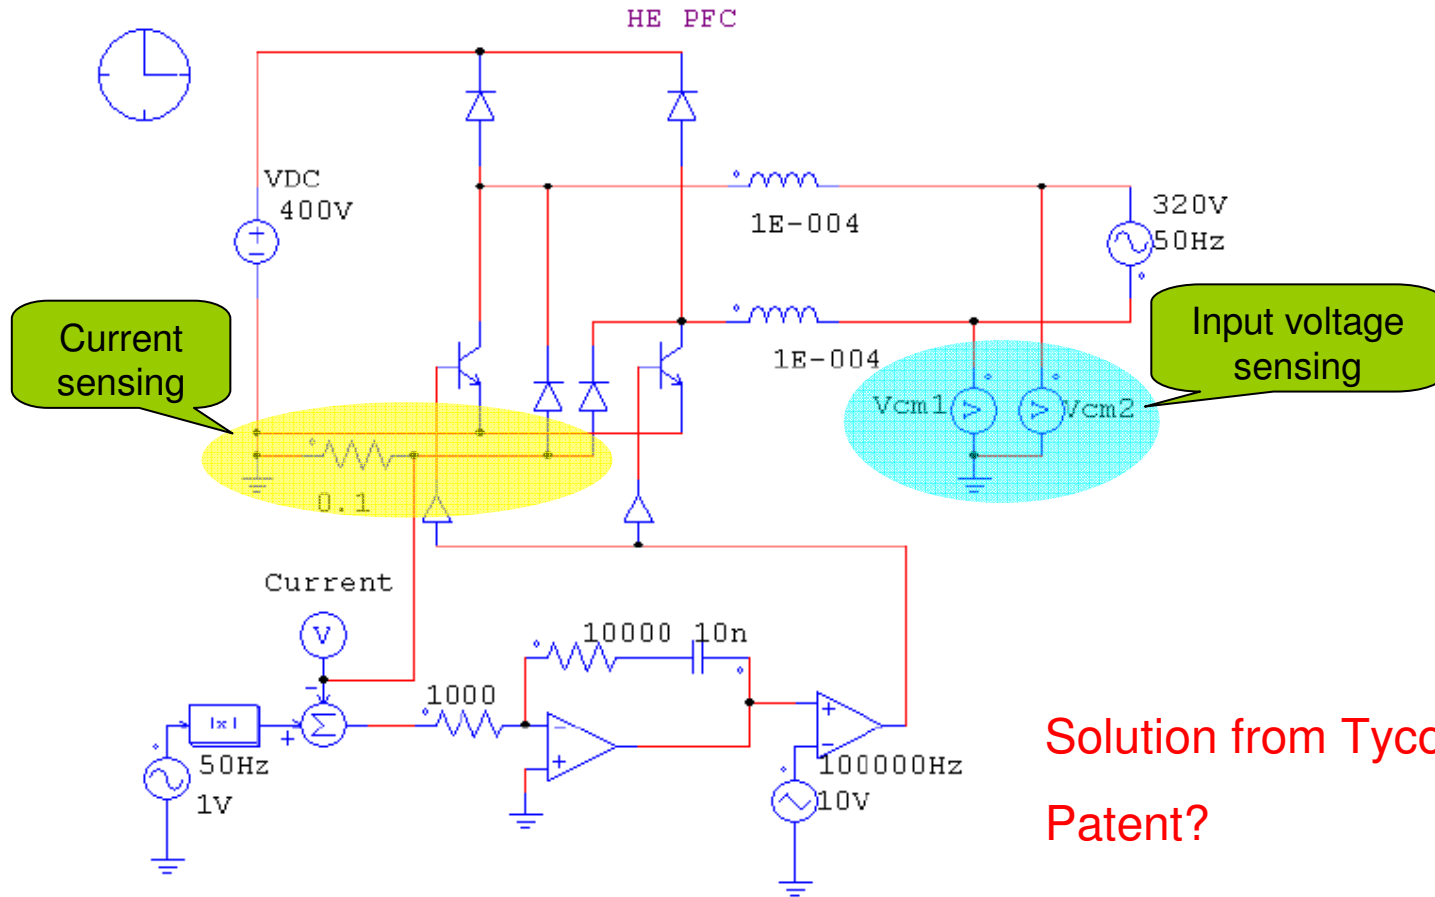 HE PFC
VDC
400V
1E-004
320V
50Hz
Current
sensing
Input voltage
sensing
1E-004
Vcm1
Vcm2
0.1
Current
V
10000 10n
1000
|x|
Σ
50Hz
1V
100000Hz
10V
Solution from Tyco
Patent?